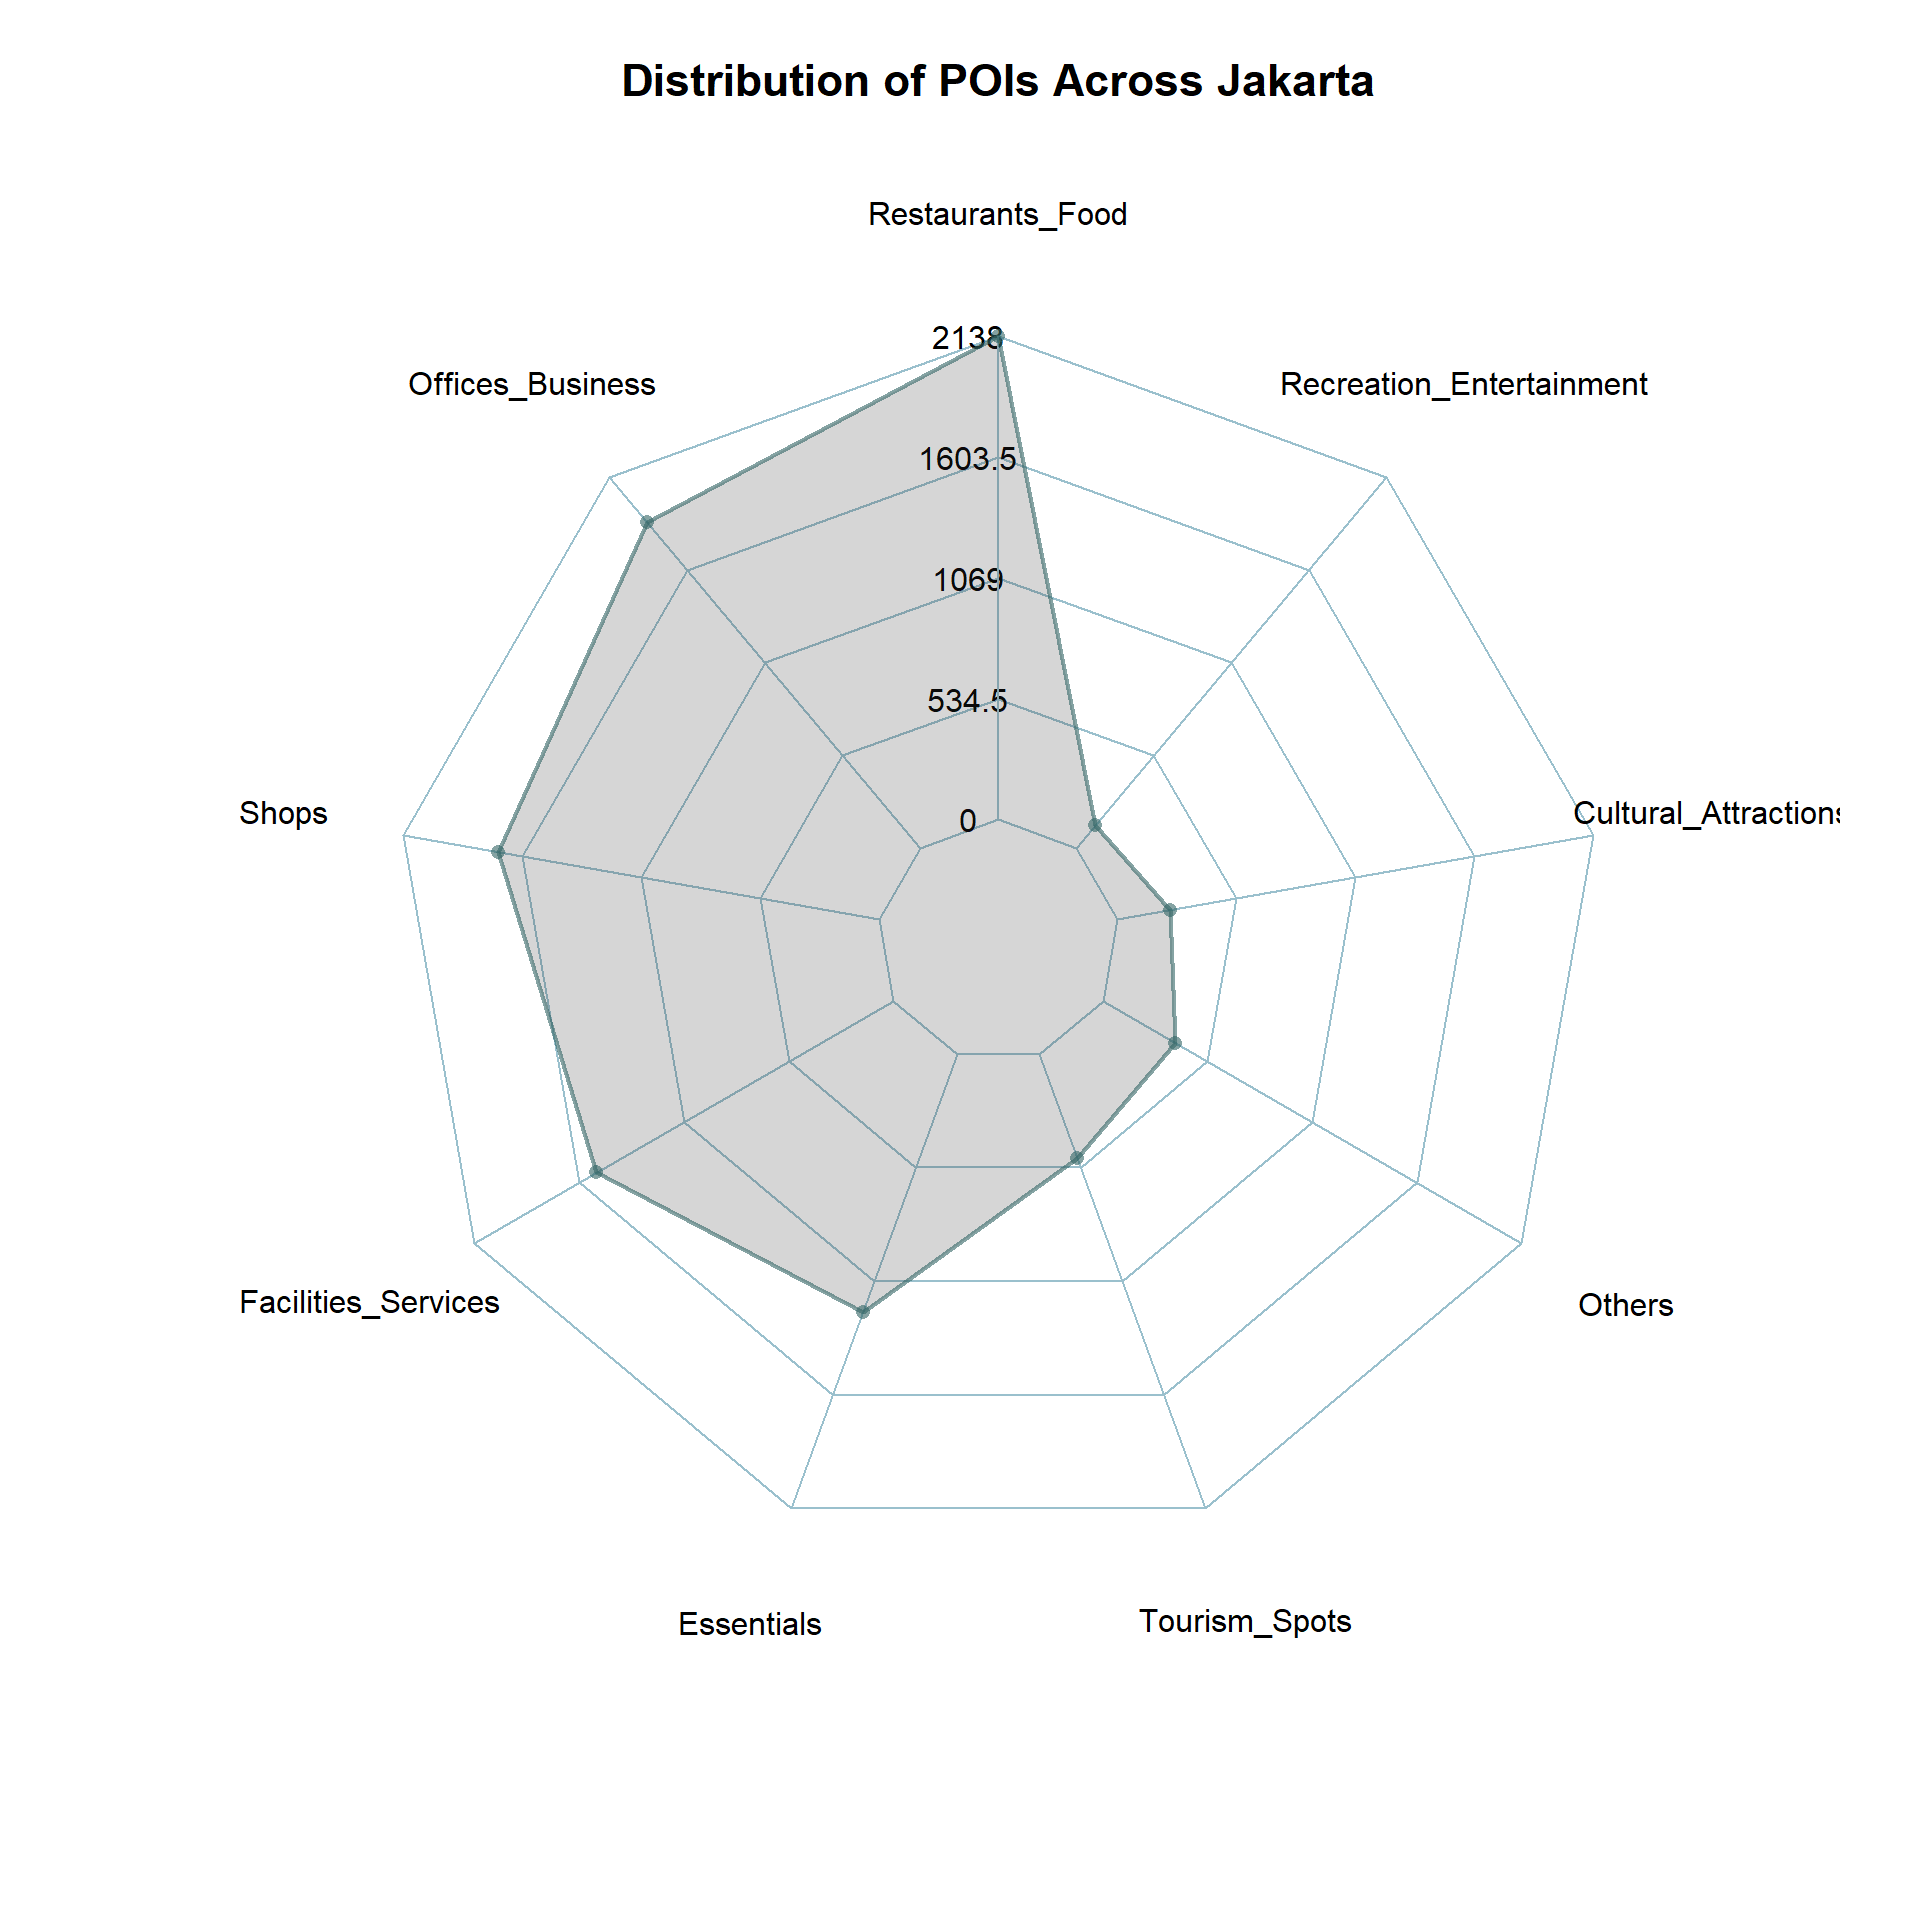 Distribution of POIs Across Jakarta
Restaurants_Food
2138
Offices_Business
Recreation_Entertainment
1603.5
1069
534.5
Shops
0
Cultural_Attractions
Facilities_Services
Others
Essentials
Tourism_Spots